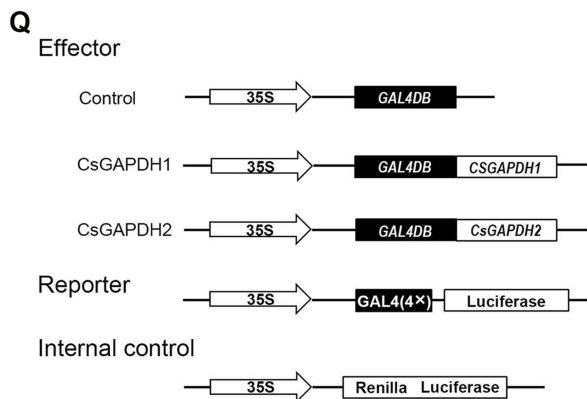 Q
Effector
Control 35S GAL4DB
CsGAPDH1 35S GAL4DB CSGAPDH1
CsGAPDH2 35S GAL4DB CsGAPDH2
Reporter
35S GAL4(4×) Luciferase
Internal control
35S Renilla Luciferase